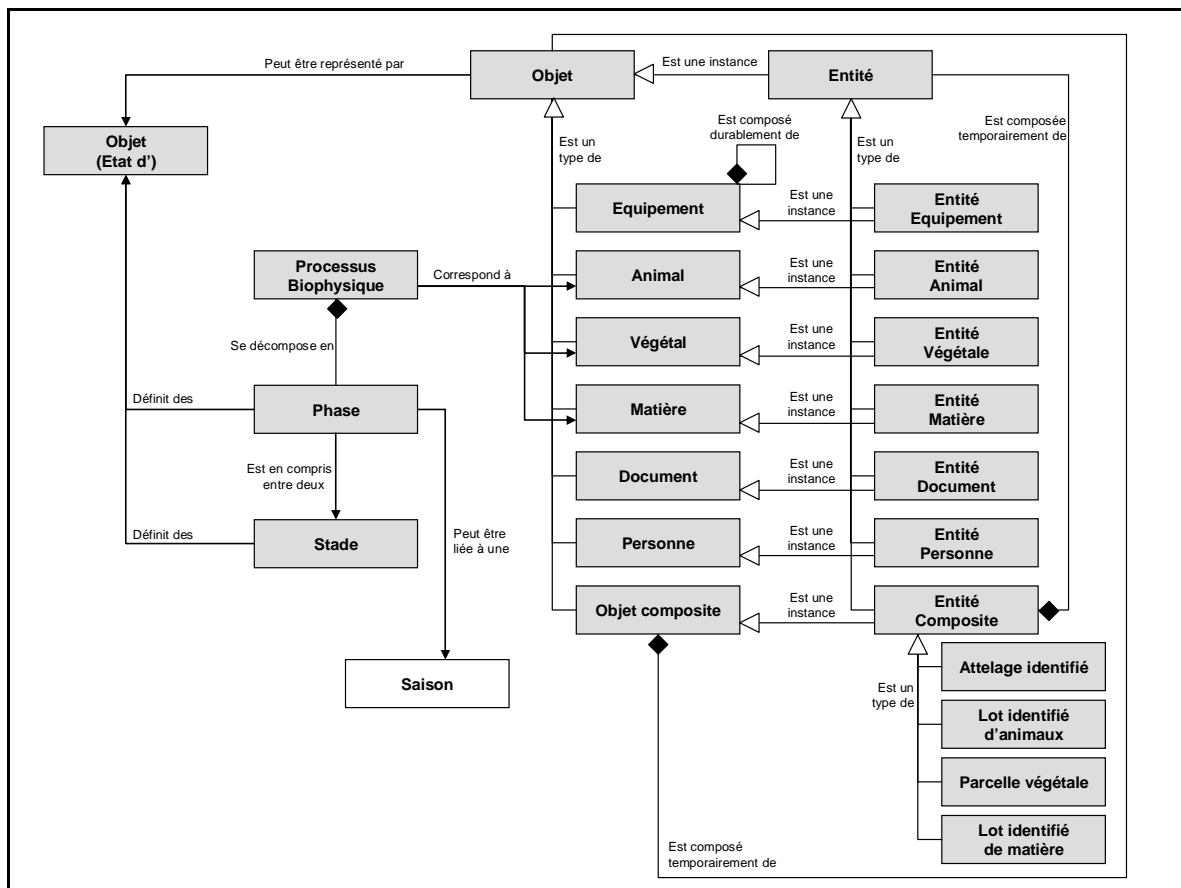 Peut être représenté par
Objet
Est une instance
Entité
Objet
(Etat d’)
Est un
type de
Est composé
durablement de
Est un
type de
Est composée
temporairement de
Equipement
Est une
instance
Entité
Equipement
Processus
Biophysique
Correspond à
Animal
Est une
instance
Entité
Animal
Se décompose en
Végétal
Est une
instance
Entité
Végétale
Définit des
Phase
Matière
Est une
instance
Entité
Matière
Est en compris
entre deux
Document
Est une
instance
Entité
Document
Définit des
Stade
Peut être
liée à une
Personne
Est une
instance
Entité
Personne
Objet composite
Est une
instance
Entité
Composite
Saison
Est un
type de
Attelage identifié
Lot identifié
d’animaux
Parcelle végétale
Lot identifié
de matière
Est composé
temporairement de